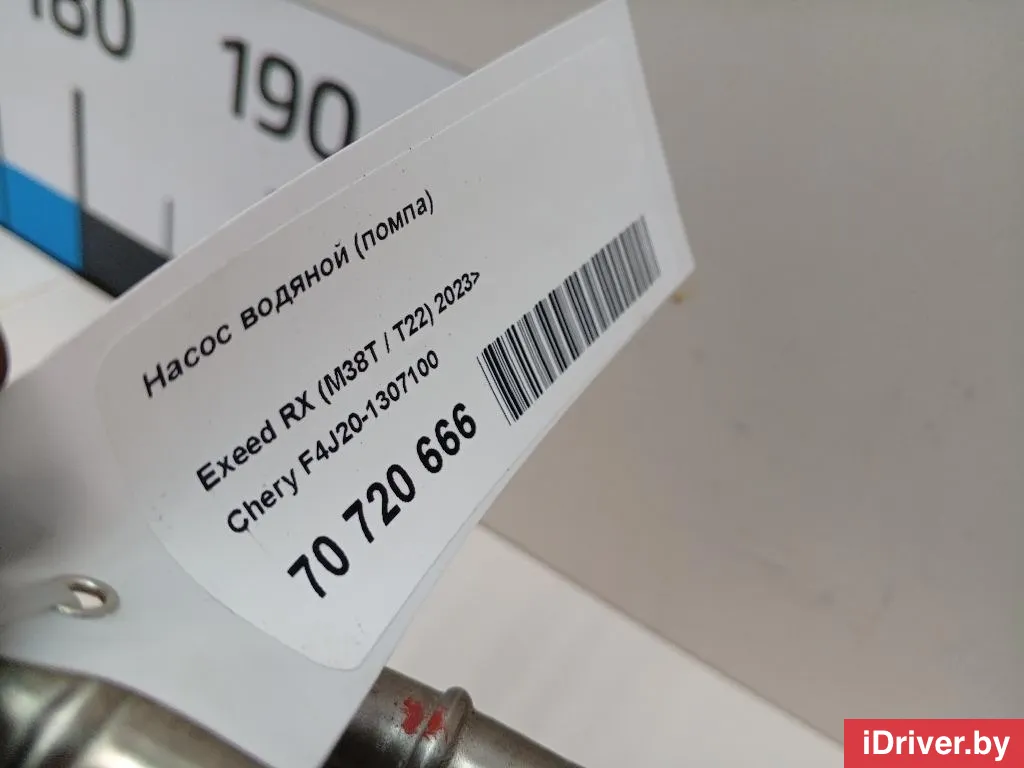 180
190
Насос водяной (помпа)
Exeed RX (M38T / T22) 2023>
Chery F4J20-1307100
70 720 666
iDriver.by